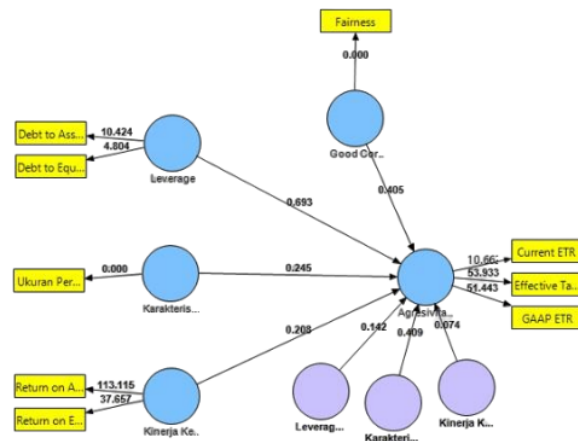 Fairness
0.000
Good Cor..
Debt to Ass...
10.424
Debt to Equ...
4.804
Leverage
0.693
0.405
Ukuran Per...
0.000
Karakteris...
0.245
Current ETR
10.667
Effective Ta...
53.933
GAAP ETR
51.443
Agresivita...
0.208
0.142
0.409
0.074
Return on A...
113.115
Return on E...
37.657
Kinerja Ke..
Leverag...
Karakteri...
Kinerja K...